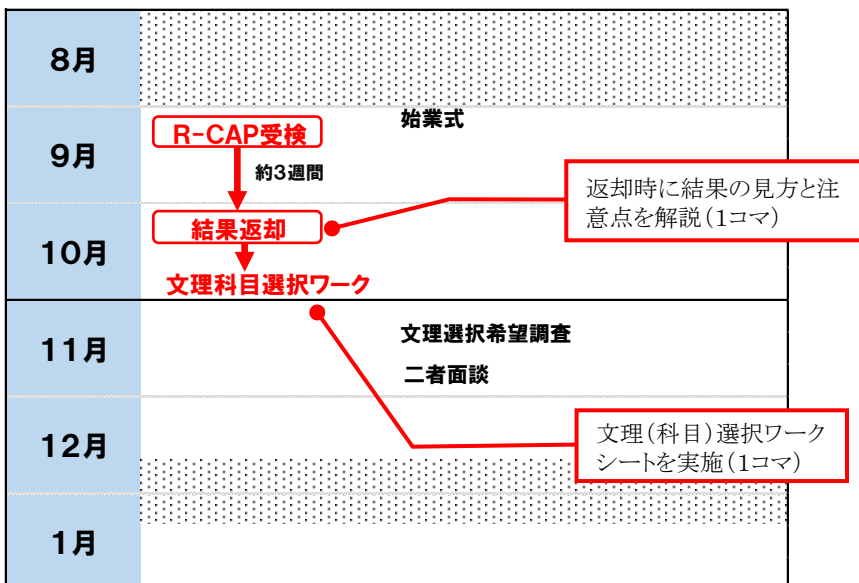 8月
始業式
9月
R-CAP受検
約3週間
返却時に結果の見方と注
意点を解説(1コマ)
10月
結果返却
文理科目選択ワーク
11月
文理選択希望調査
二者面談
12月
文理(科目)選択ワーク
シートを実施(1コマ)
1月